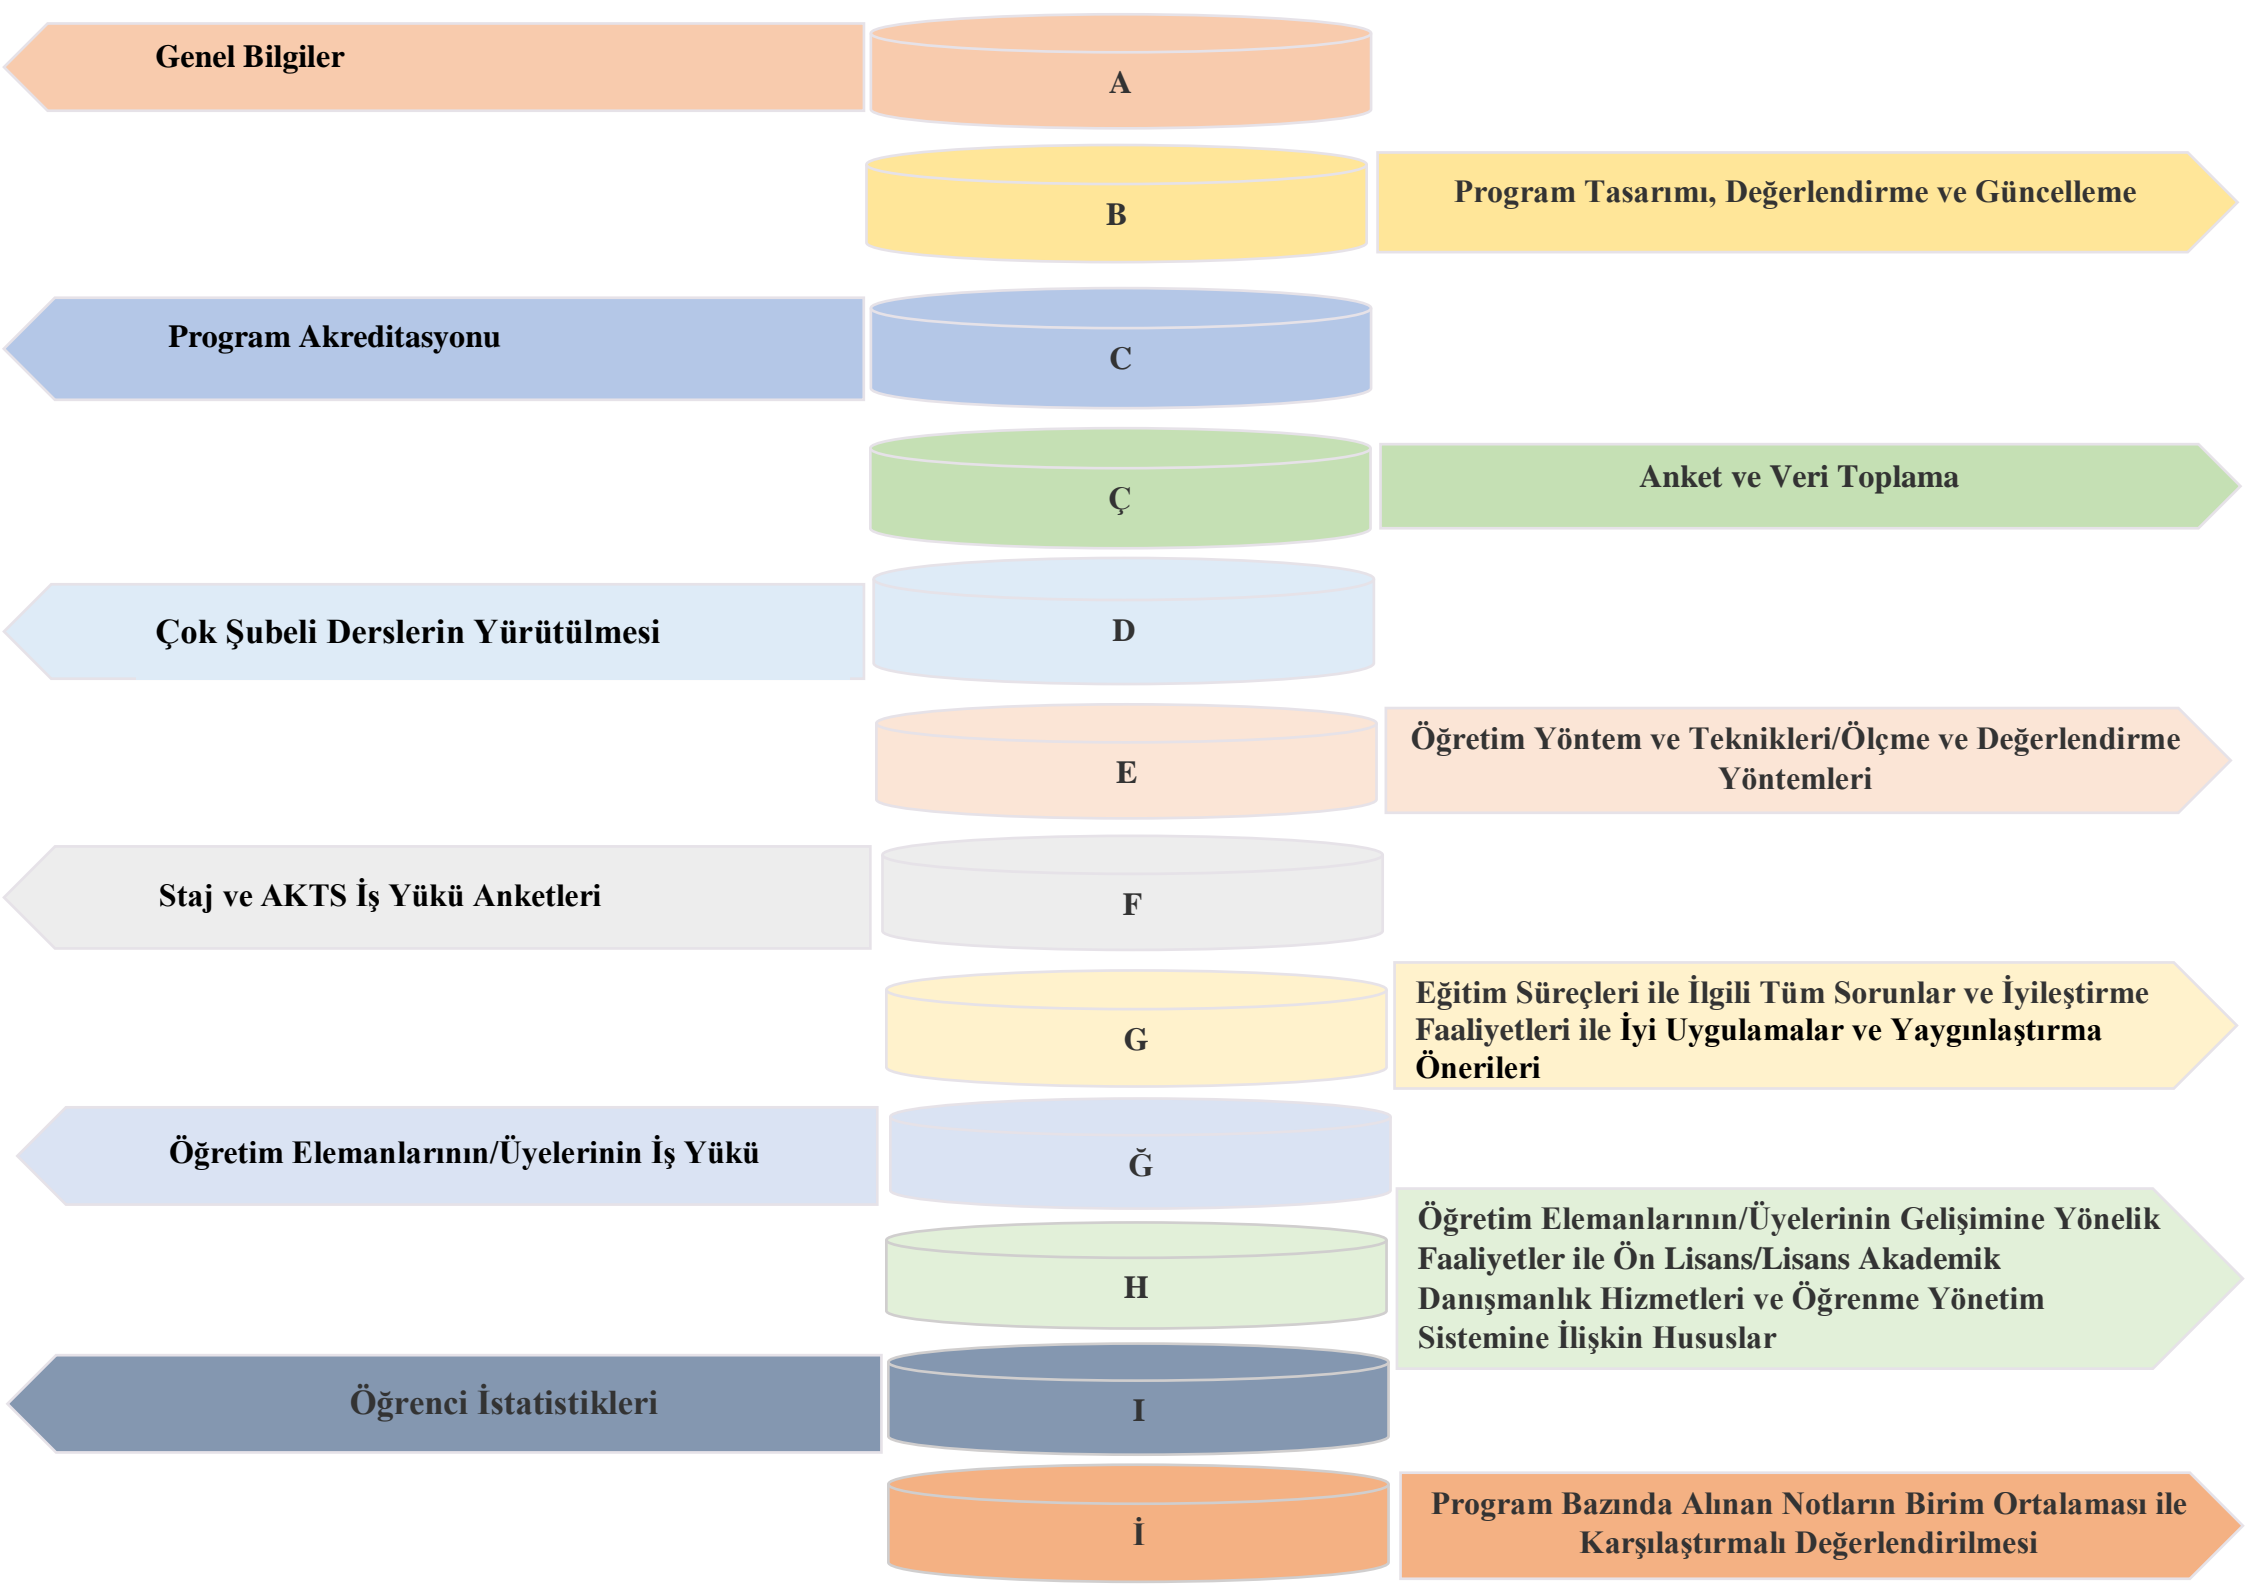 Genel Bilgiler
A
B
Program Tasarımı, Değerlendirme ve Güncelleme
Program Akreditasyonu
C
Ç
Anket ve Veri Toplama
Çok Şubeli Derslerin Yürütülmesi
D
E
Öğretim Yöntem ve Teknikleri/Ölçme ve Değerlendirme
Yöntemleri
Staj ve AKTS İş Yükü Anketleri
F
G
Eğitim Süreçleri ile İlgili Tüm Sorunlar ve İyileştirme
Faaliyetleri ile İyi Uygulamalar ve Yaygınlaştırma
Önerileri
Öğretim Elemanlarının/Üyelerinin İş Yükü
Ğ
H
Öğretim Elemanlarının/Üyelerinin Gelişimine Yönelik
Faaliyetler ile Ön Lisans/Lisans Akademik
Danışmanlık Hizmetleri ve Öğrenme Yönetim
Sistemine İlişkin Hususlar
Öğrenci İstatistikleri
I
İ
Program Bazında Alınan Notların Birim Ortalaması ile
Karşılaştırmalı Değerlendirilmesi